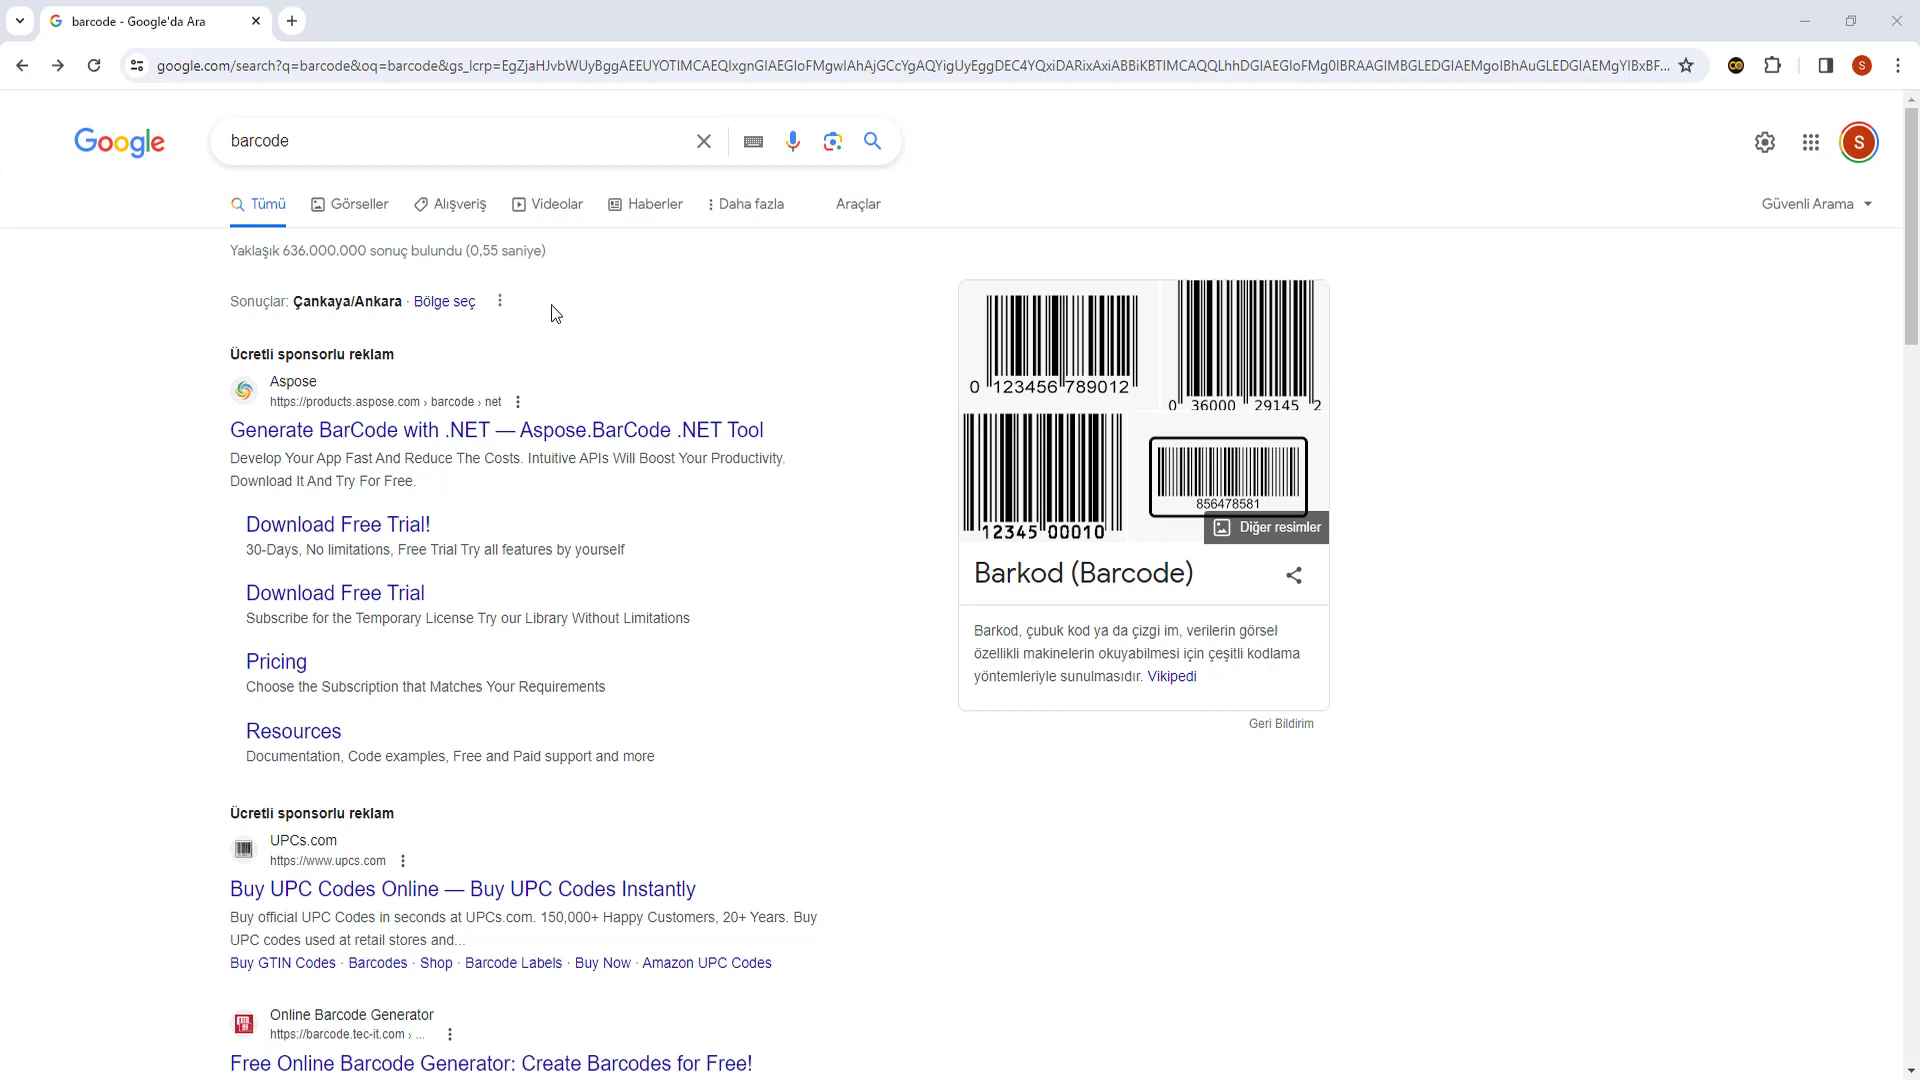 barcode - Google'da Ara
google.com/search?q=barcode&oq=barcode&gs_lcrp=EgZjaHJvbWUyBggAEEUYOTIMCAEQIxgnGIAEGIoFMgwIAhAjGCcYgAQYigUyEggDEC4YQxiDARixAxiABBiKBTIMCAQQLhhDGIAEGIoFMg0IBRAAGIMBGLEDGIAEMgoIBhAuGLEDGIAEMgYIBxBF...
S
Google
barcode
S
Tümü
Görseller
Alışveriş
Videolar
Haberler
Daha fazla
Araçlar
Güvenli Arama
Yaklaşık 636.000.000 sonuç bulundu (0,55 saniye)
Sonuçlar: Çankaya/Ankara · Bölge seç
Ücretli sponsorlu reklam
Aspose
https://products.aspose.com › barcode › net
Generate BarCode with .NET — Aspose.BarCode .NET Tool
Develop Your App Fast And Reduce The Costs. Intuitive APIs Will Boost Your Productivity.
Download It And Try For Free.
Download Free Trial!
30-Days, No limitations, Free Trial Try all features by yourself
Download Free Trial
Subscribe for the Temporary License Try our Library Without Limitations
Pricing
Choose the Subscription that Matches Your Requirements
Resources
Documentation, Code examples, Free and Paid support and more
Ücretli sponsorlu reklam
UPCs.com
https://www.upcs.com
Buy UPC Codes Online — Buy UPC Codes Instantly
Buy official UPC Codes in seconds at UPCs.com. 150,000+ Happy Customers, 20+ Years. Buy
UPC codes used at retail stores and...
Buy GTIN Codes · Barcodes · Shop · Barcode Labels · Buy Now · Amazon UPC Codes
Online Barcode Generator
https://barcode.tec-it.com › ...
Free Online Barcode Generator: Create Barcodes for Free!
0 123456 789012
0 36000 29145 2
12345 00010
856478581
Diğer resimler
Barkod (Barcode)
Barkod, çubuk kod ya da çizgi im, verilerin görsel
özellikli makinelerin okuyabilmesi için çeşitli kodlama
yöntemleriyle sunulmasıdır. Vikipedi
Geri Bildirim